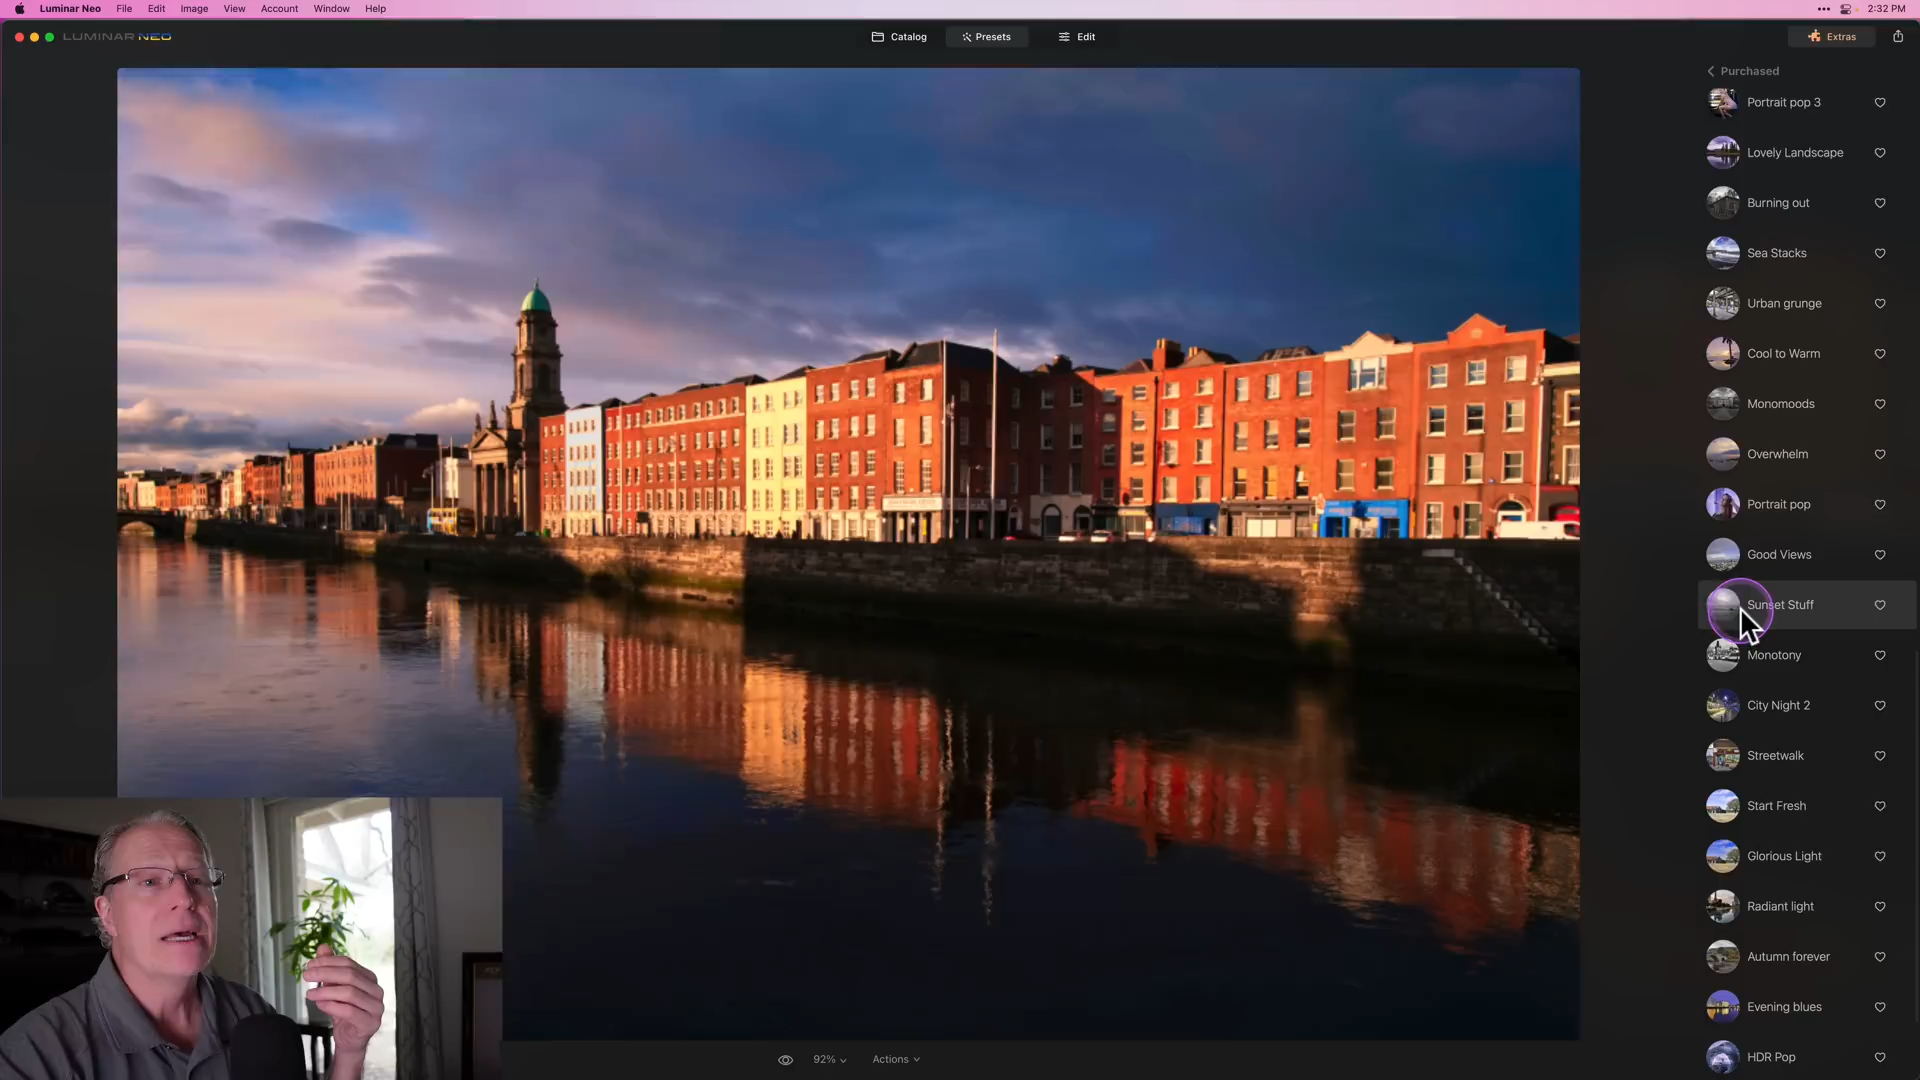 Luminar Neo File Edit Image View Account Window Help 2:32 PM
LUMINAR NEO Catalog Presets Edit Extras
Purchased
Portrait pop 3
Lovely Landscape
Burning out
Sea Stacks
Urban grunge
Cool to Warm
Monomoods
Overwhelm
Portrait pop
Good Views
Sunset Stuff
Monotony
City Night 2
Streetwalk
Start Fresh
Glorious Light
Radiant light
Autumn forever
Evening blues
HDR Pop
92% Actions